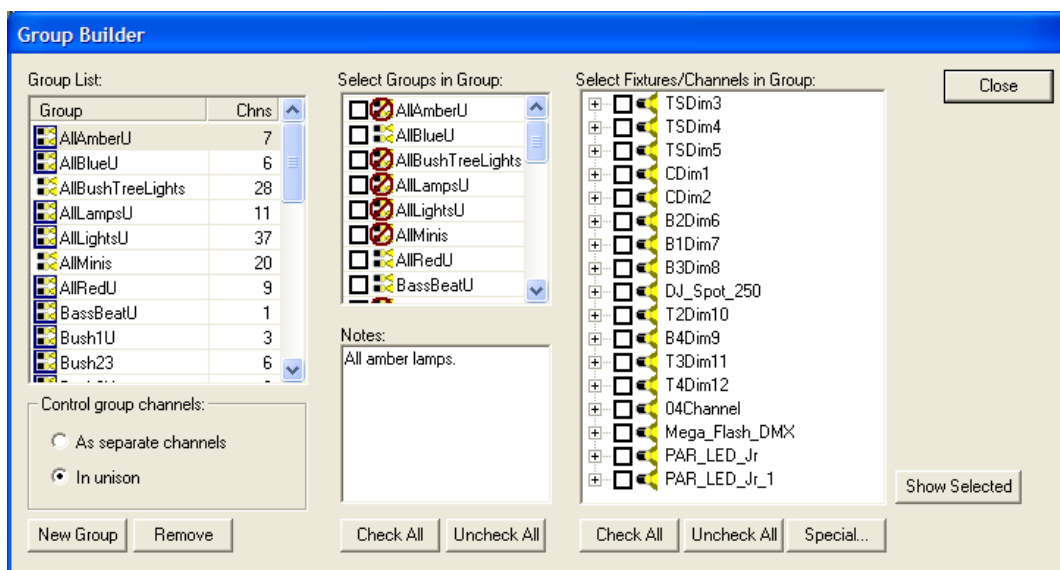 Group Builder
Group List:
Group Chns
AllAmberU 7
AllBlueU 6
AllBushTreeLights 28
AllLampsU 11
AllLightsU 37
AllMinis 20
AllRedU 9
BassBeatU 1
Bush1U 3
Bush23 6
Control group channels:
As separate channels
In unison
New Group Remove
Select Groups in Group:
AllAmberU
AllBlueU
AllBushTreeLights
AllLampsU
AllLightsU
AllMinis
AllRedU
BassBeatU
Notes:
All amber lamps.
Check All Uncheck All
Select Fixtures/Channels in Group:
TSDim3
TSDim4
TSDim5
CDim1
CDim2
B2Dim6
B1Dim7
B3Dim8
DJ_Spot_250
T2Dim10
B4Dim9
T3Dim11
T4Dim12
04Channel
Mega_Flash_DMX
PAR_LED_Jr
PAR_LED_Jr_1
Check All Uncheck All Special...
Close
Show Selected